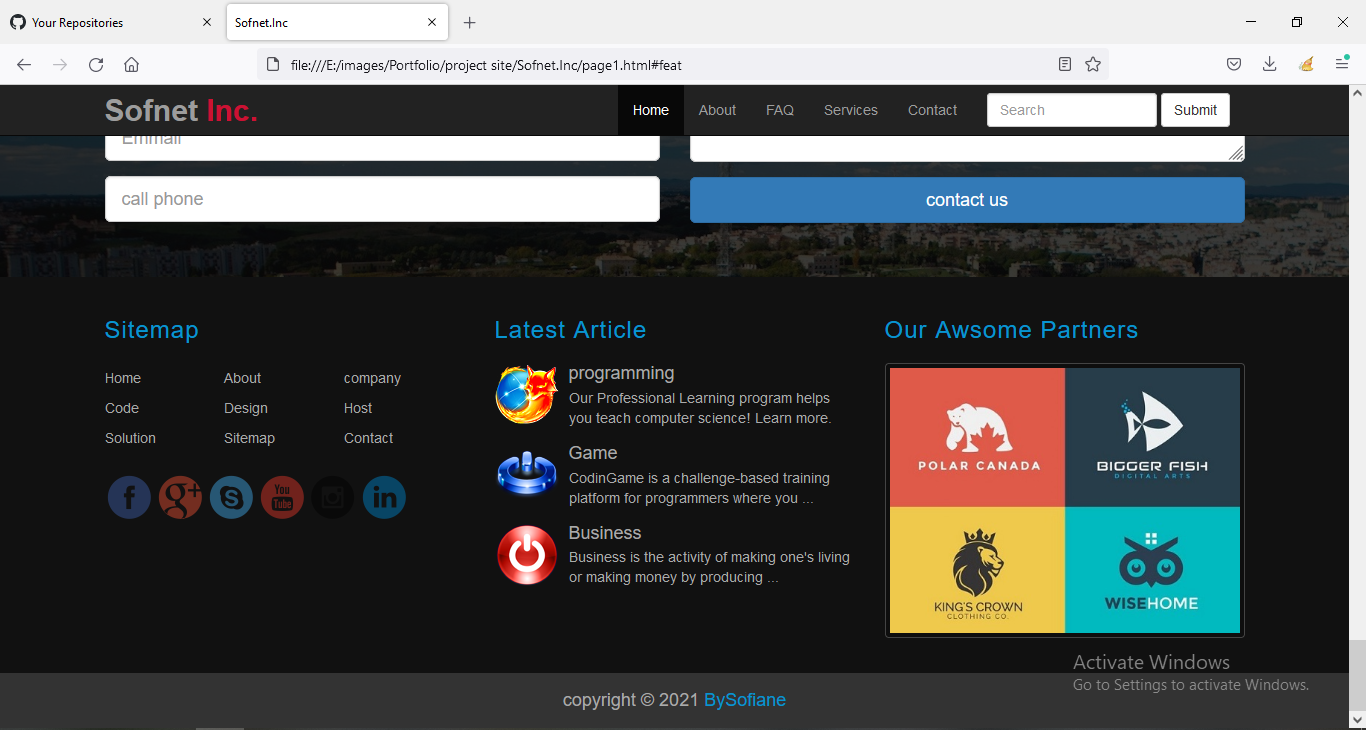 Your Repositories
Sofnet.Inc
file:///E:/images/Portfolio/project site/Sofnet.Inc/page1.html#feat
Sofnet Inc.
Home
About
FAQ
Services
Contact
Search
Submit
Emmail
call phone
contact us
Sitemap
Home
About
company
Code
Design
Host
Solution
Sitemap
Contact
f
g+
S
You
Tube
in
Latest Article
programming
Our Professional Learning program helps
you teach computer science! Learn more.
Game
CodinGame is a challenge-based training
platform for programmers where you ...
Business
Business is the activity of making one's living
or making money by producing ...
Our Awsome Partners
POLAR CANADA
BIGGER FISH
DIGITAL ARTS
KING'S CROWN
CLOTHING CO.
WISEHOME
Activate Windows
Go to Settings to activate Windows.
copyright © 2021 BySofiane